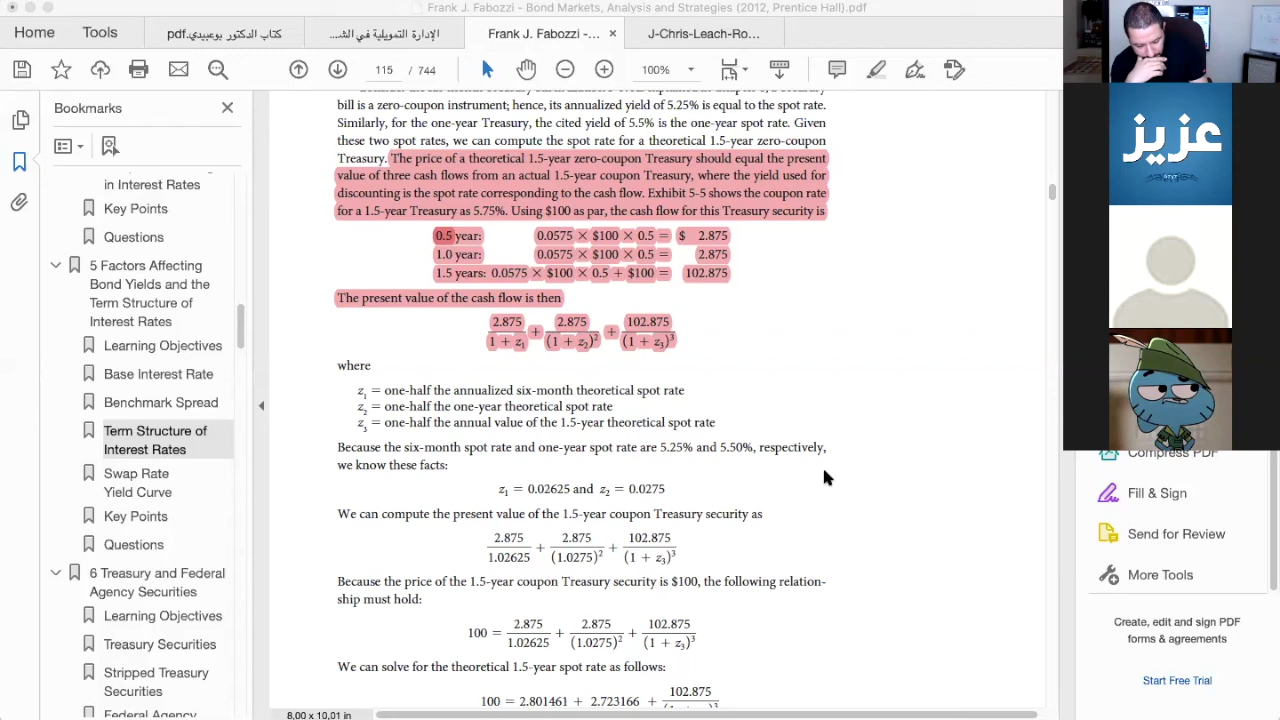 Frank J. Fabozzi - Bond Markets, Analysis and Strategies (2012, Prentice Hall).pdf
Home
Tools
كتاب الدكتور بوعبيدي.pdf
الإدارة التمويلية في الش...
Frank J. Fabozzi -...
J-Chris-Leach-Ro...
115 / 744
100%
Bookmarks
in Interest Rates
Key Points
Questions
5 Factors Affecting
Bond Yields and the
Term Structure of
Interest Rates
Learning Objectives
Base Interest Rate
Benchmark Spread
Term Structure of
Interest Rates
Swap Rate
Yield Curve
Key Points
Questions
6 Treasury and Federal
Agency Securities
Learning Objectives
Treasury Securities
Stripped Treasury
Securities
Federal Agency
bill is a zero-coupon instrument; hence, its annualized yield of 5.25% is equal to the spot rate.
Similarly, for the one-year Treasury, the cited yield of 5.5% is the one-year spot rate. Given
these two spot rates, we can compute the spot rate for a theoretical 1.5-year zero-coupon
Treasury. The price of a theoretical 1.5-year zero-coupon Treasury should equal the present
value of three cash flows from an actual 1.5-year coupon Treasury, where the yield used for
discounting is the spot rate corresponding to the cash flow. Exhibit 5-5 shows the coupon rate
for a 1.5-year Treasury as 5.75%. Using $100 as par, the cash flow for this Treasury security is
0.5 year: 0.0575 × $100 × 0.5 = $ 2.875
1.0 year: 0.0575 × $100 × 0.5 = 2.875
1.5 years: 0.0575 × $100 × 0.5 + $100 = 102.875
The present value of the cash flow is then
2.875 2.875 102.875
+ +
1 + z₁ (1 + z₂)² (1 + z₃)³
where
z₁ = one-half the annualized six-month theoretical spot rate
z₂ = one-half the one-year theoretical spot rate
z₃ = one-half the annual value of the 1.5-year theoretical spot rate
Because the six-month spot rate and one-year spot rate are 5.25% and 5.50%, respectively,
we know these facts:
z₁ = 0.02625 and z₂ = 0.0275
We can compute the present value of the 1.5-year coupon Treasury security as
2.875 2.875 102.875
+ +
1.02625 (1.0275)² (1 + z₃)³
Because the price of the 1.5-year coupon Treasury security is $100, the following relation-
ship must hold:
2.875 2.875 102.875
100 = + +
1.02625 (1.0275)² (1 + z₃)³
We can solve for the theoretical 1.5-year spot rate as follows:
102.875
100 = 2.801461 + 2.723166 +
8,00 x 10,01 in
عزيز
Compress PDF
Fill & Sign
Send for Review
More Tools
Create, edit and sign PDF
forms & agreements
Start Free Trial